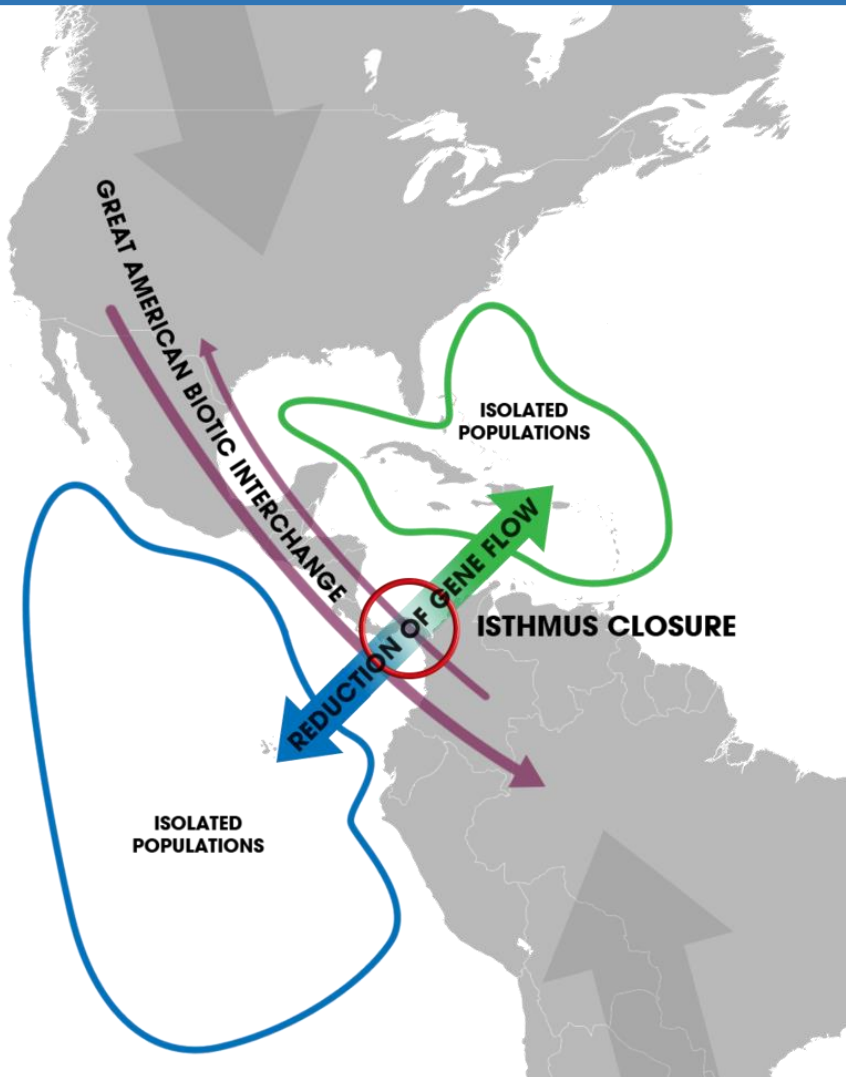 GREAT AMERICAN BIOTIC INTERCHANGE
ISOLATED
POPULATIONS
REDUCTION OF GENE FLOW
ISTHMUS CLOSURE
ISOLATED
POPULATIONS